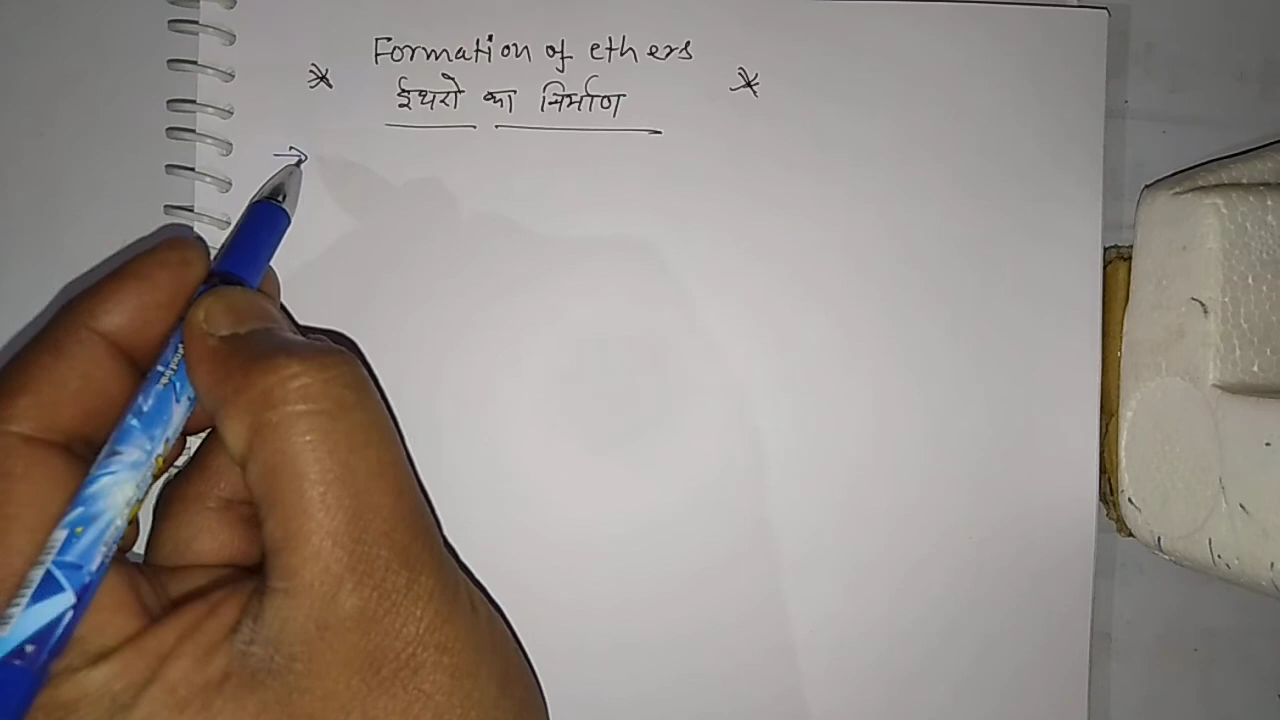 Formation of ethers
* ईथरो का निर्माण *
→